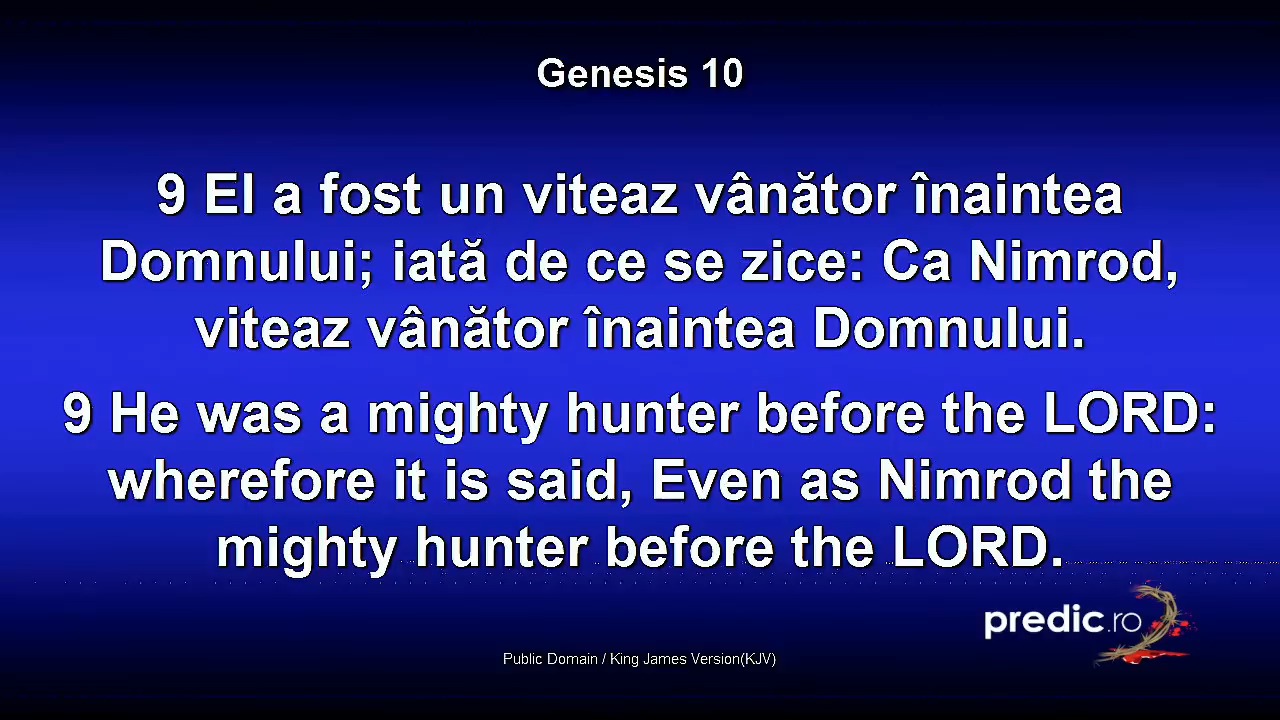 Genesis 10
9 El a fost un viteaz vânător înaintea
Domnului; iată de ce se zice: Ca Nimrod,
viteaz vânător înaintea Domnului.
9 He was a mighty hunter before the LORD:
wherefore it is said, Even as Nimrod the
mighty hunter before the LORD.
predic.ro
Public Domain / King James Version(KJV)